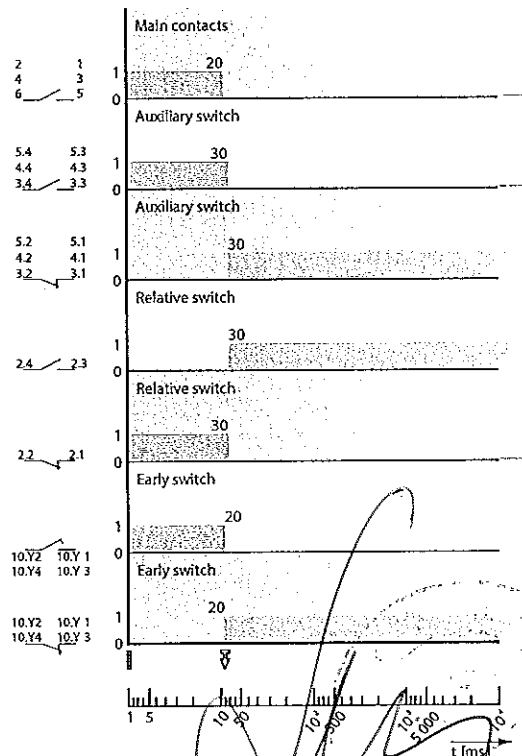 Main contacts
20
2 1
4 3
6 5
1
0
Auxiliary switch
30
5.4 5.3
4.4 4.3
3.4 3.3
1
0
Auxiliary switch
30
5.2 5.1
4.2 4.1
3.2 3.1
1
0
Relative switch
30
1
2.4 2.3
0
Relative switch
30
1
2.2 2.1
0
Early switch
20
1
0
10.Y2 10.Y 1
10.Y4 10.Y 3
Early switch
20
1
10.Y2 10.Y 1
10.Y4 10.Y 3
0
1 5 10 50 10² 500 5 000 10⁴
t [ms]